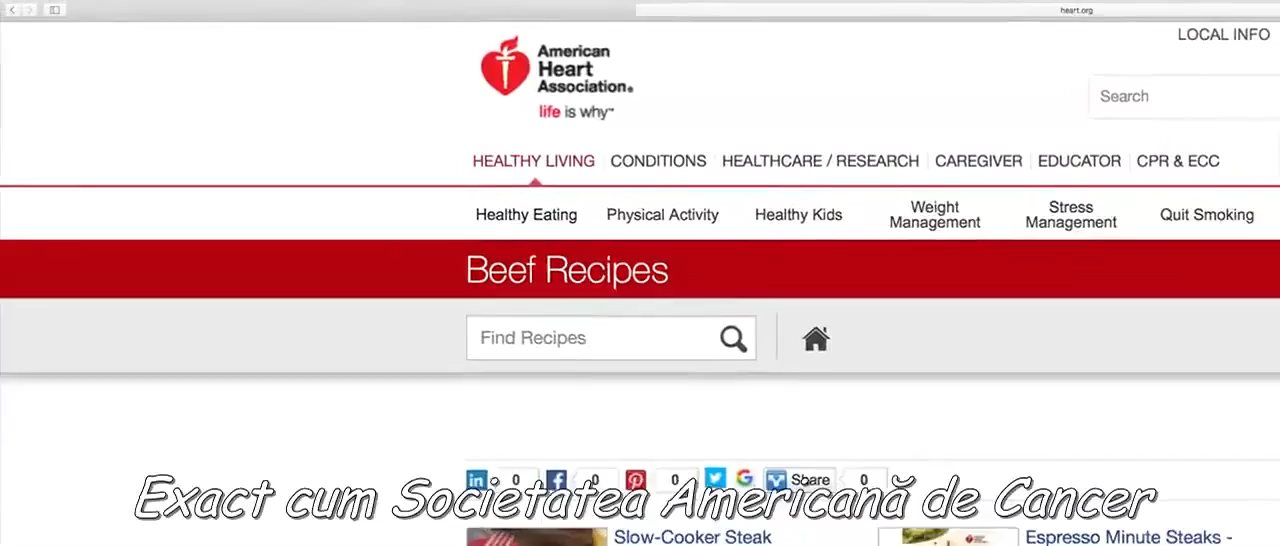 heart.org
LOCAL INFO
American
Heart
Association®
life is why™
Search
HEALTHY LIVING CONDITIONS HEALTHCARE / RESEARCH CAREGIVER EDUCATOR CPR & ECC
Healthy Eating Physical Activity Healthy Kids Weight Management Stress Management Quit Smoking
Beef Recipes
Find Recipes
in 0 f 0 0 G Share 0
Exact cum Societatea Americană de Cancer
Slow-Cooker Steak Espresso Minute Steaks -